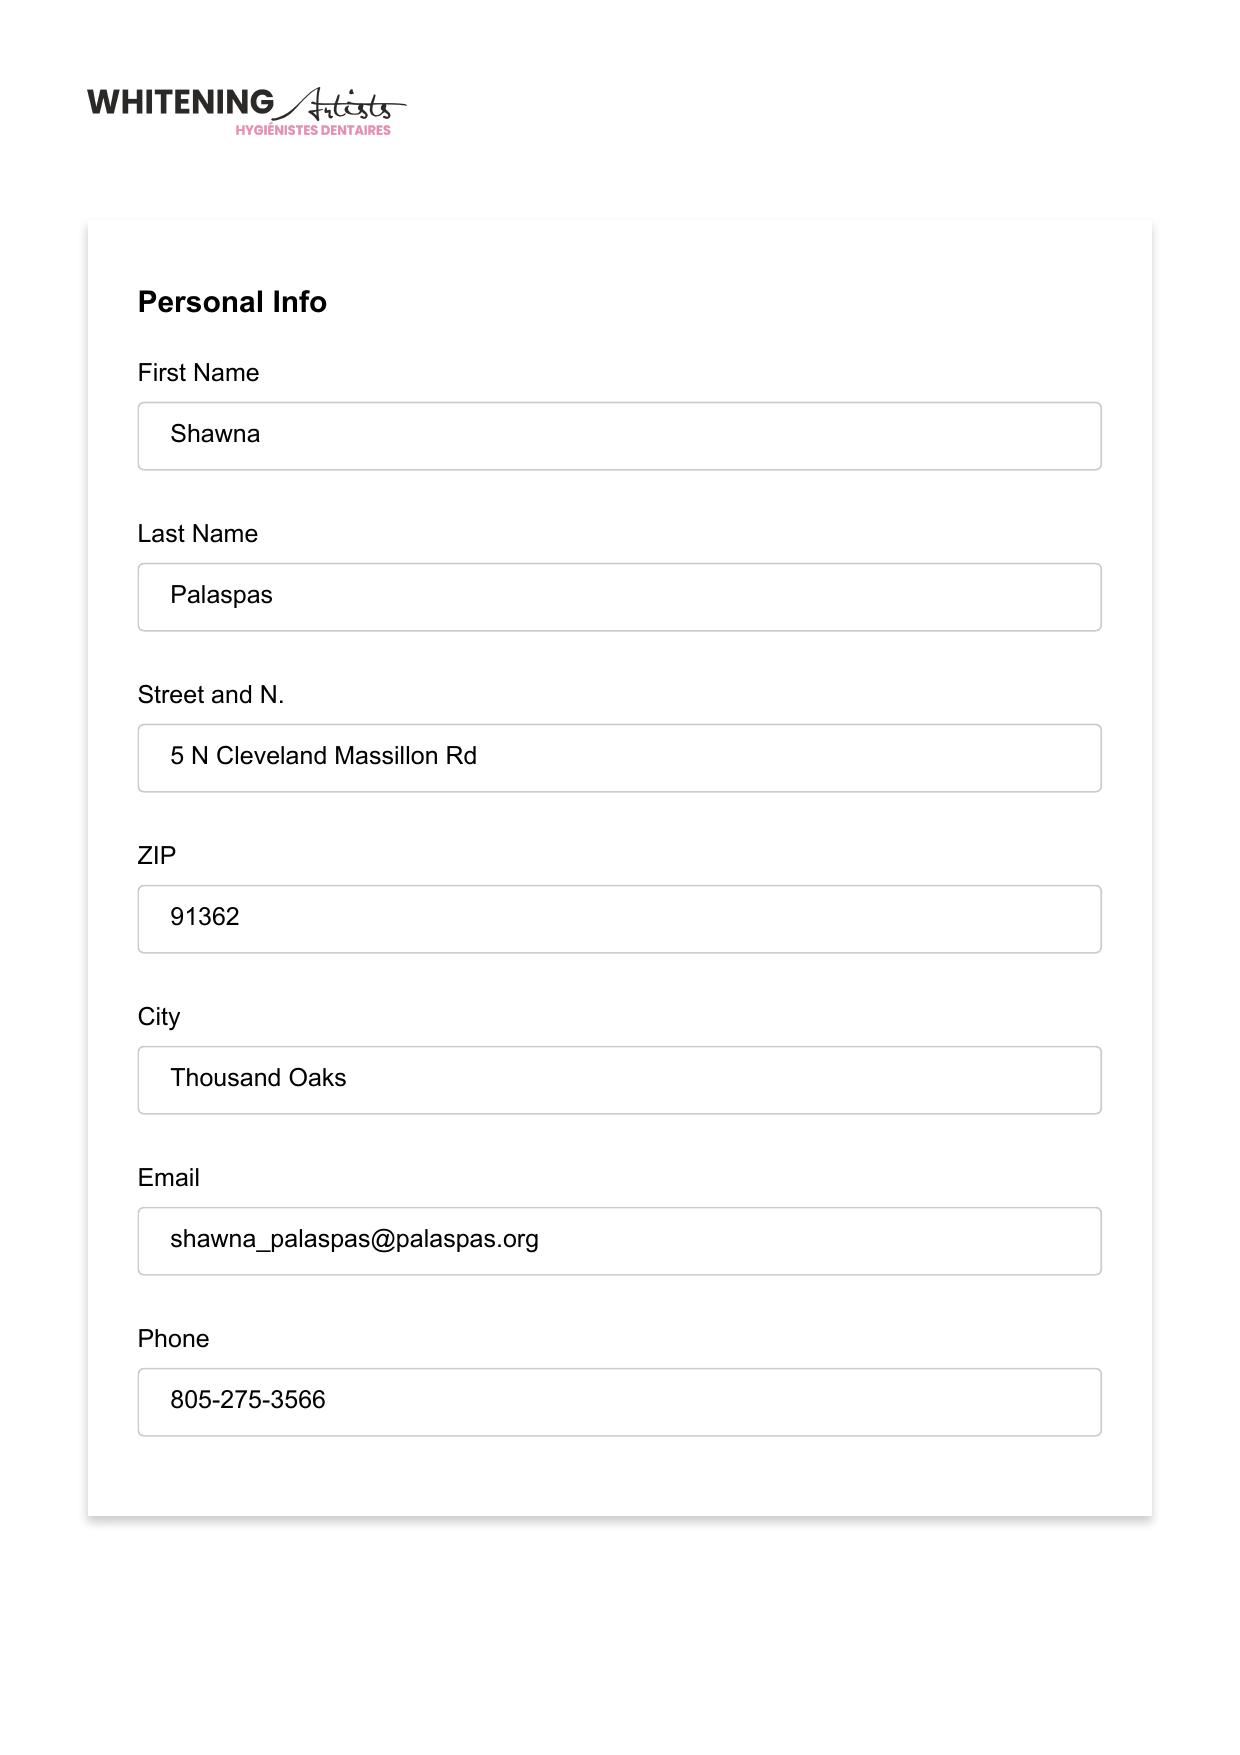 WHITENING Artists
HYGIÉNISTES DENTAIRES
Personal Info
First Name
Shawna
Last Name
Palaspas
Street and N.
5 N Cleveland Massillon Rd
ZIP
91362
City
Thousand Oaks
Email
shawna_palaspas@palaspas.org
Phone
805-275-3566